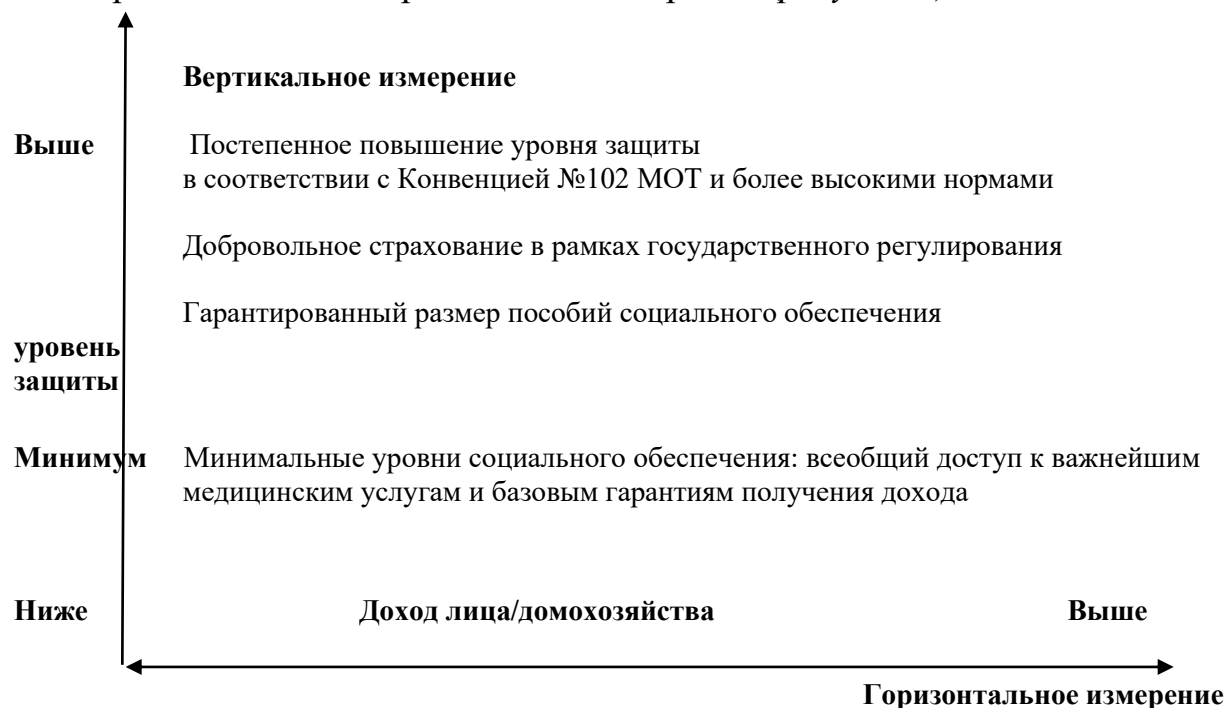 Вертикальное измерение
Выше Постепенное повышение уровня защиты
в соответствии с Конвенцией №102 МОТ и более высокими нормами
Добровольное страхование в рамках государственного регулирования
Гарантированный размер пособий социального обеспечения
уровень
защиты
Минимум Минимальные уровни социального обеспечения: всеобщий доступ к важнейшим
медицинским услугам и базовым гарантиям получения дохода
Ниже Доход лица/домохозяйства Выше
Горизонтальное измерение